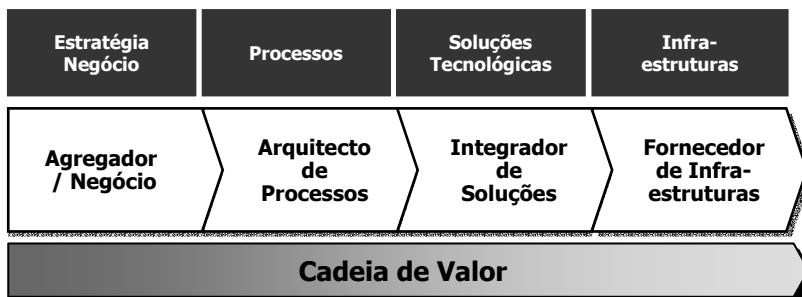 Estratégia
Negócio
Processos
Soluções
Tecnológicas
Infra-
estruturas
Agregador
/ Negócio
Arquitecto
de
Processos
Integrador
de
Soluções
Fornecedor
de Infra-
estruturas
Cadeia de Valor